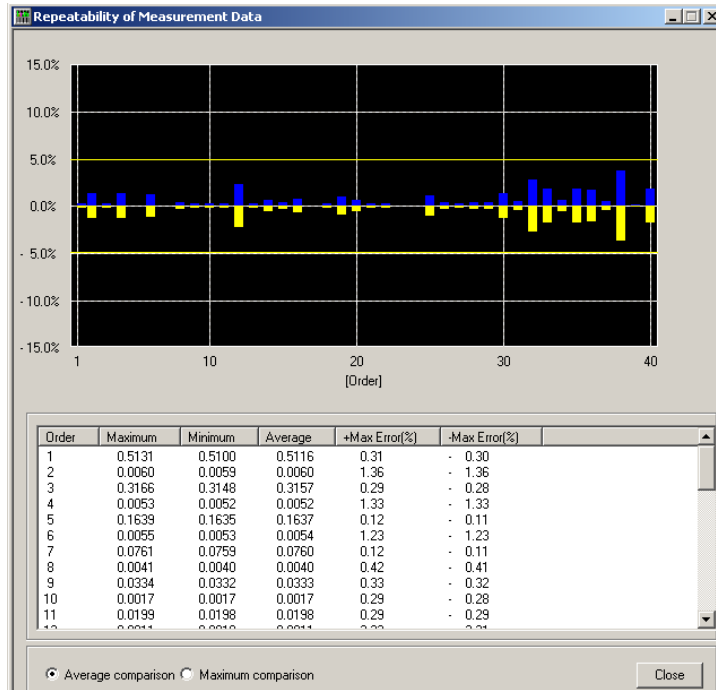 Repeatability of Measurement Data
15.0%
10.0%
5.0%
0.0%
- 5.0%
- 10.0%
- 15.0%
1 10 20 30 40
[Order]
Order Maximum Minimum Average +Max Error(%) -Max Error(%)
1 0.5131 0.5100 0.5116 0.31 - 0.30
2 0.0060 0.0059 0.0060 1.36 - 1.36
3 0.3166 0.3148 0.3157 0.29 - 0.28
4 0.0053 0.0052 0.0052 1.33 - 1.33
5 0.1639 0.1635 0.1637 0.12 - 0.11
6 0.0055 0.0053 0.0054 1.23 - 1.23
7 0.0761 0.0759 0.0760 0.12 - 0.11
8 0.0041 0.0040 0.0040 0.42 - 0.41
9 0.0334 0.0332 0.0333 0.33 - 0.32
10 0.0017 0.0017 0.0017 0.29 - 0.28
11 0.0199 0.0198 0.0198 0.29 - 0.29
Average comparison Maximum comparison Close